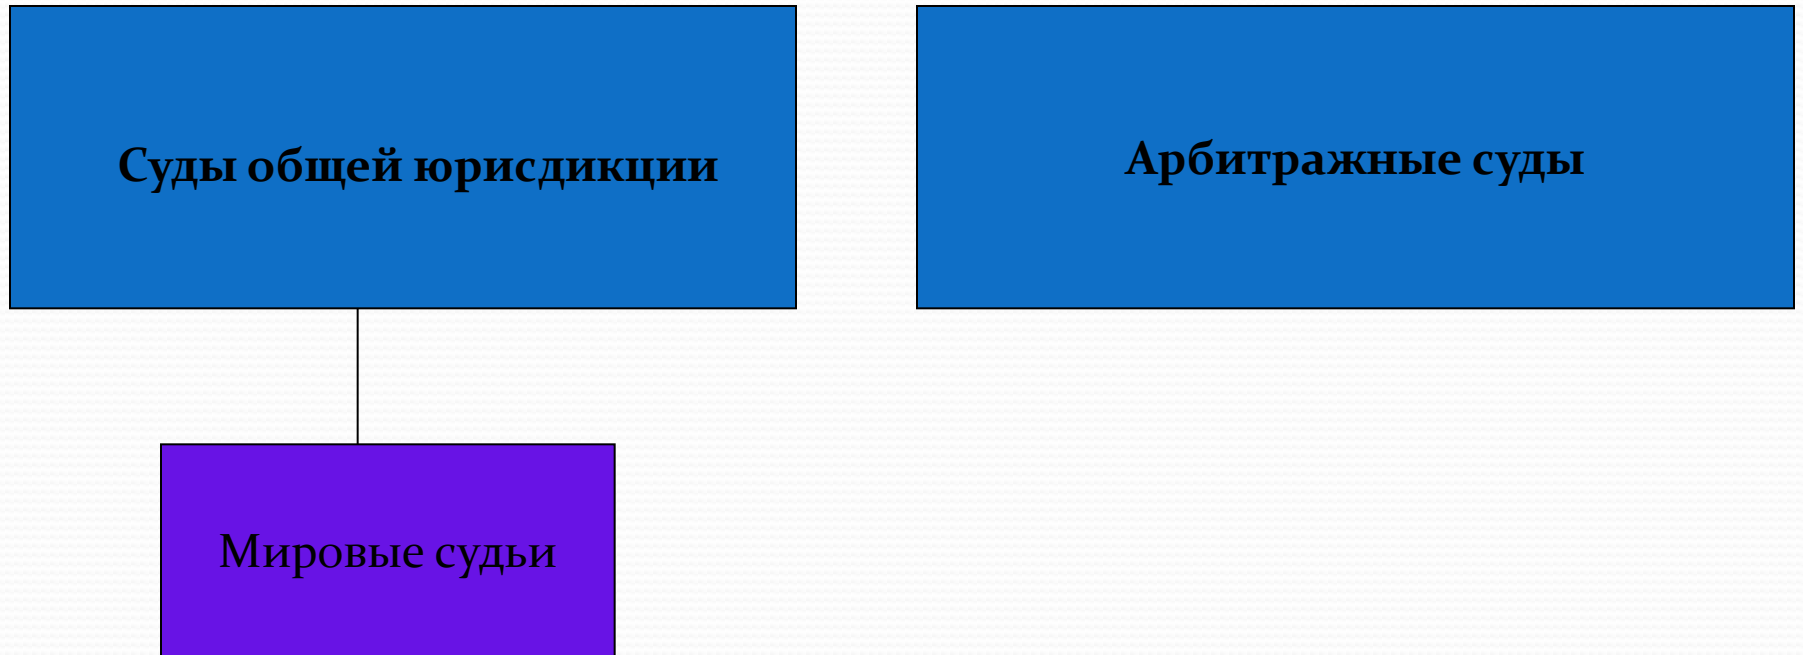 Суды общей юрисдикции
Арбитражные суды
Мировые судьи